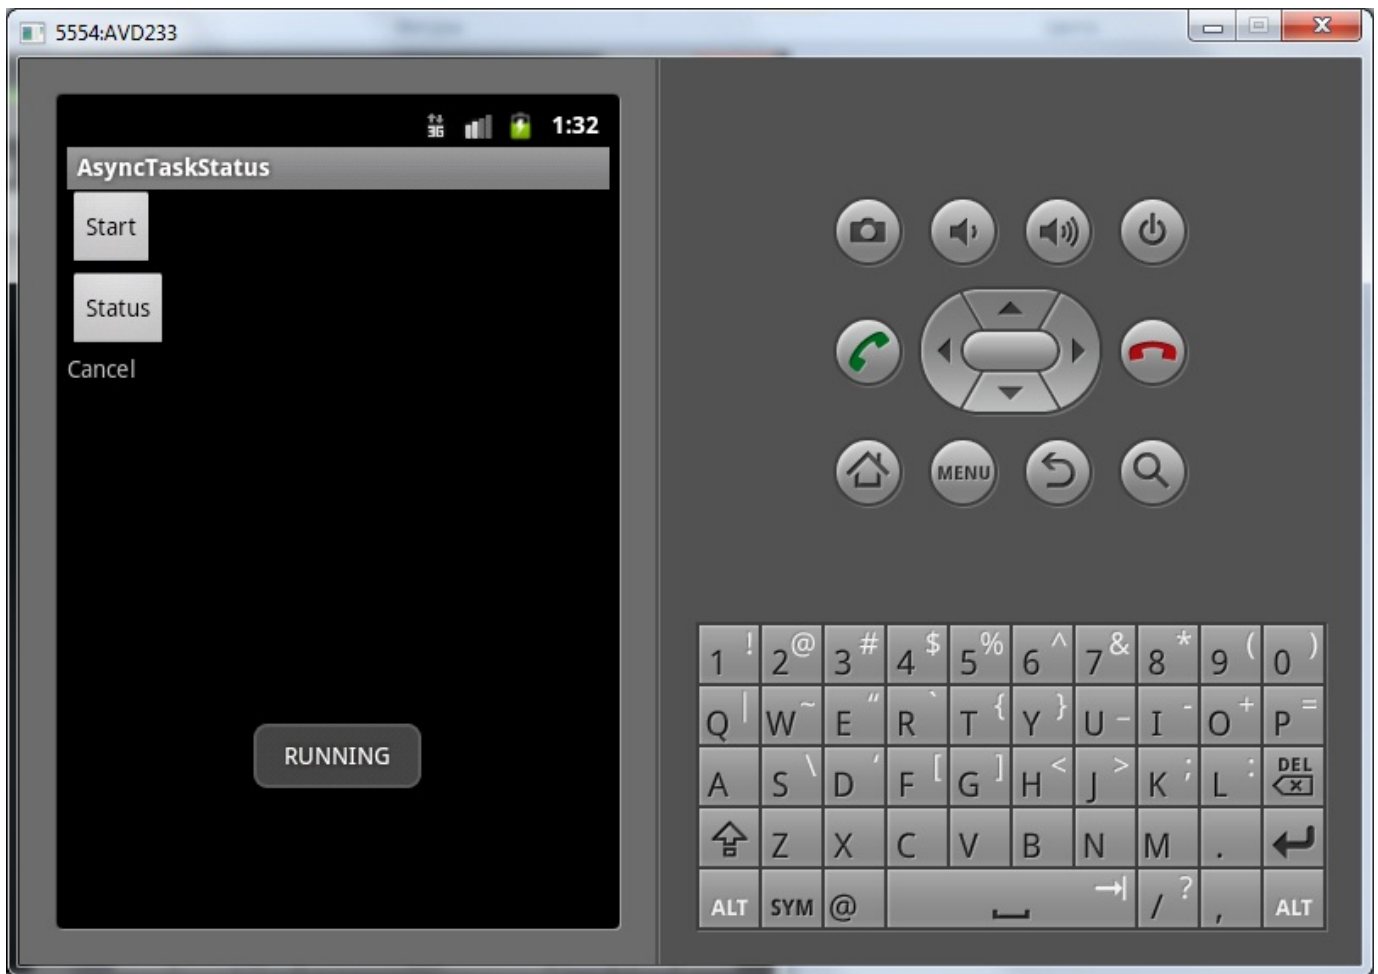 5554:AVD233
3G 1:32
AsyncTaskStatus
Start
Status
Cancel
RUNNING
MENU
1 ! 2 @ 3 # 4 $ 5 % 6 ^ 7 & 8 * 9 ( 0 )
Q | W ~ E “ R ` T { Y } U _ I - O + P =
A S \ D ‘ F [ G ] H < J > K ; L : DEL
Z X C V B N M .
ALT SYM @ / ? , ALT